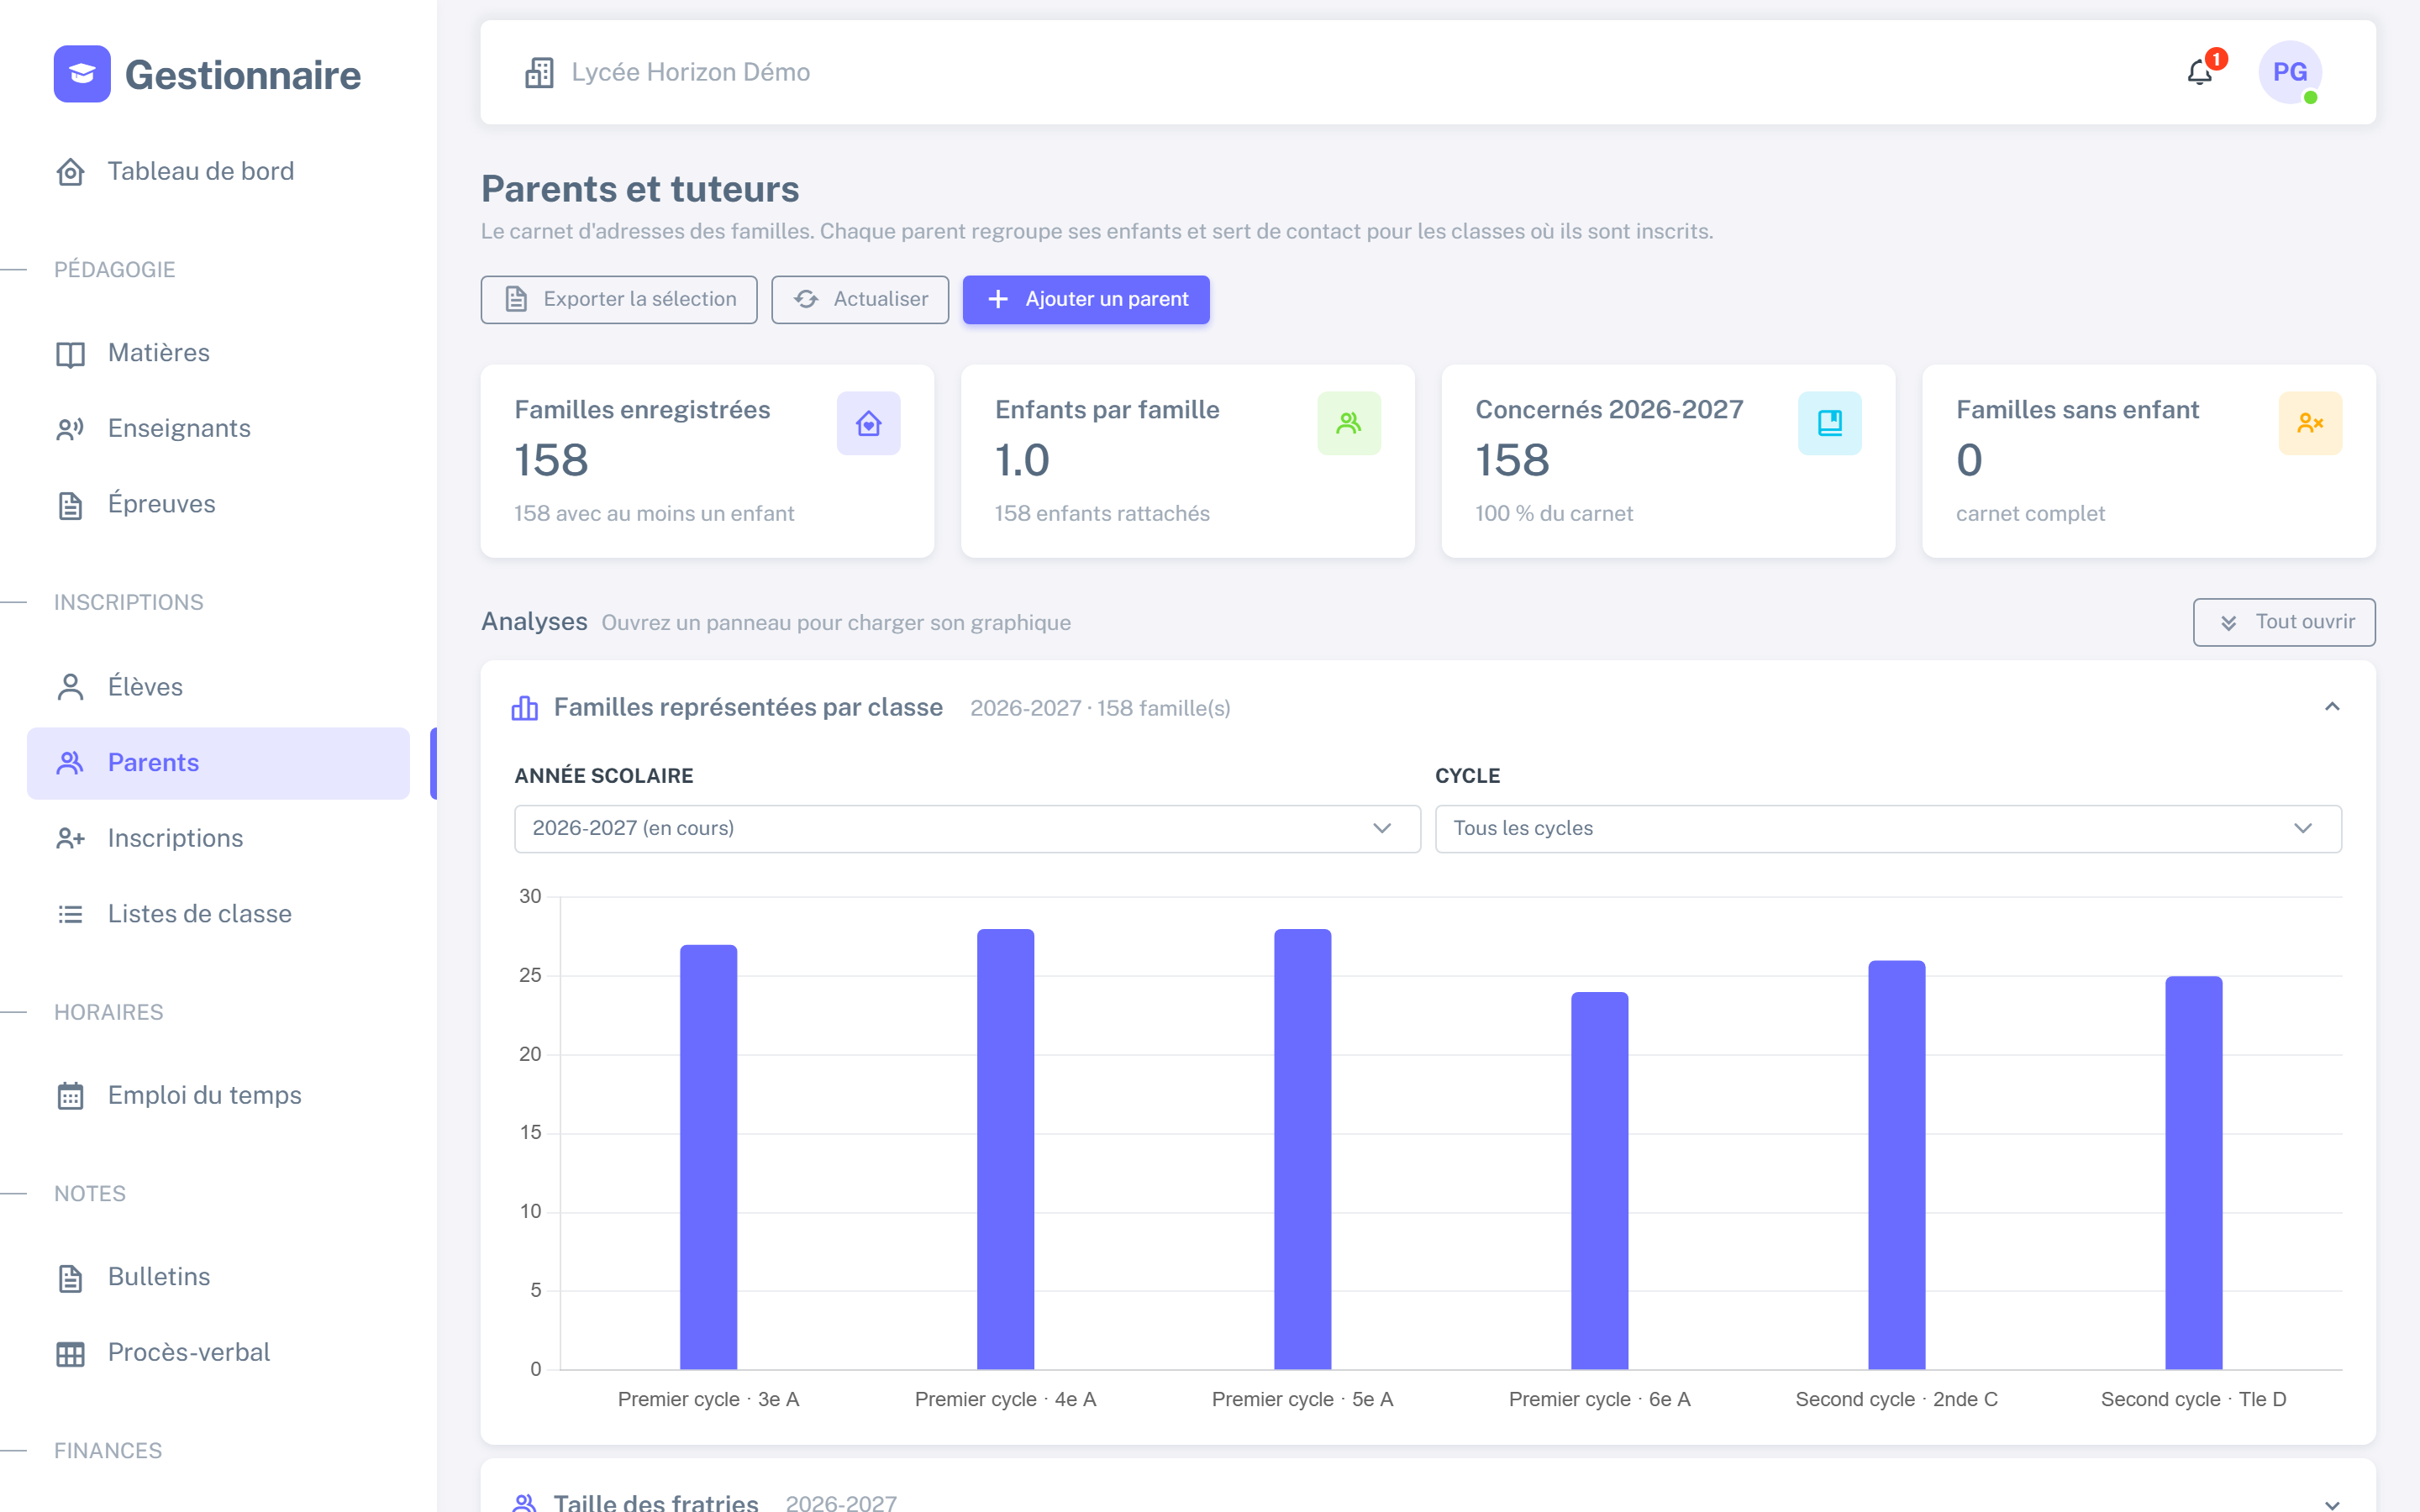 Gestionnaire
Tableau de bord
PÉDAGOGIE
Matières
Enseignants
Épreuves
INSCRIPTIONS
Élèves
Parents
Inscriptions
Listes de classe
HORAIRES
Emploi du temps
NOTES
Bulletins
Procès-verbal
FINANCES
Lycée Horizon Démo
1
PG
Parents et tuteurs
Le carnet d'adresses des familles. Chaque parent regroupe ses enfants et sert de contact pour les classes où ils sont inscrits.
Exporter la sélection
Actualiser
Ajouter un parent
Familles enregistrées
158
158 avec au moins un enfant
Enfants par famille
1.0
158 enfants rattachés
Concernés 2026-2027
158
100 % du carnet
Familles sans enfant
0
carnet complet
Analyses Ouvrez un panneau pour charger son graphique
Tout ouvrir
Familles représentées par classe 2026-2027 · 158 famille(s)
ANNÉE SCOLAIRE
2026-2027 (en cours)
CYCLE
Tous les cycles
30
25
20
15
10
5
0
Premier cycle · 3e A
Premier cycle · 4e A
Premier cycle · 5e A
Premier cycle · 6e A
Second cycle · 2nde C
Second cycle · Tle D
Taille des fratries 2026-2027